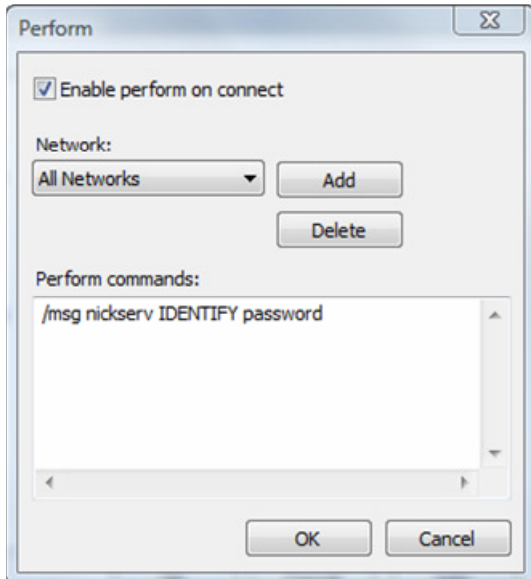 Perform
Enable perform on connect
Network:
All Networks
Add
Delete
Perform commands:
/msg nickserv IDENTIFY password
OK
Cancel